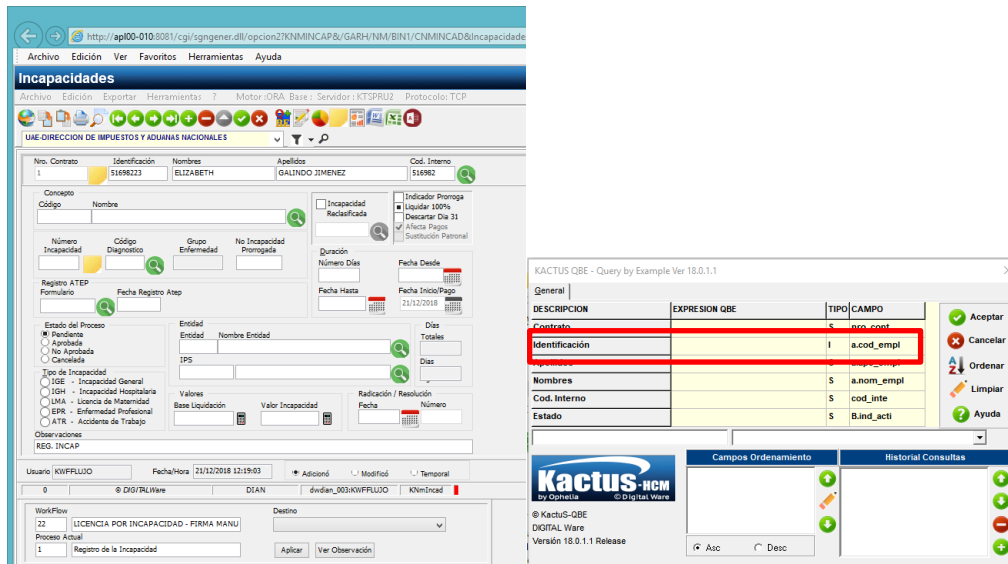 http://apl00-010:8081/cgi/sgngener.dll/opcion2?KNMINCAP&/GARH/NM/BIN1/CNMINCAD&Incapacidade
Archivo Edición Ver Favoritos Herramientas Ayuda
Incapacidades
Archivo Edición Exportar Herramientas ? Motor :ORA Base : Servidor : KTSPRU2 Protocolo: TCP
UAE-DIRECCION DE IMPUESTOS Y ADUANAS NACIONALES
Nro. Contrato Identificación Nombres Apellidos Cod. Interno
1 51698223 ELIZABETH GALINDO JIMENEZ 516982
Concepto
Código Nombre
Incapacidad Reclasificada
Indicador Prorroga
Liquidar 100%
Descartar Dia 31
Afecta Pagos
Sustitución Patronal
Número Incapacidad
Código Diagnostico
Grupo Enfermedad
No Incapacidad Prorrogada
Duración
Número Días Fecha Desde
Fecha Hasta Fecha Inicio/Pago
21/12/2018
Registro ATEP
Formulario Fecha Registro Atep
Estado del Proceso
Pendiente
Aprobada
No Aprobada
Cancelada
Entidad
Entidad Nombre Entidad
IPS
Días
Totales
Dias
Tipo de Incapacidad
IGE - Incapacidad General
IGH - Incapacidad Hospitalaria
LMA - Licencia de Maternidad
EPR - Enfermedad Profesional
ATR - Accidente de Trabajo
Valores
Base Liquidación Valor Incapacidad
Radicación / Resolución
Fecha Número
Observaciones
REG. INCAP
Usuario KWFFLUJO Fecha/Hora 21/12/2018 12:19:03 Adicionó Modificó Temporal
0 © DIGITALWare DIAN dwdian_003:KWFFLUJO KNmIncad
WorkFlow Destino
22 LICENCIA POR INCAPACIDAD - FIRMA MANU
Proceso Actual
1 Registro de la Incapacidad Aplicar Ver Observación
KACTUS QBE - Query by Example Ver 18.0.1.1
General
DESCRIPCION EXPRESION QBE TIPO CAMPO
Contrato S nro_cont
Identificación I a.cod_empl
Apellidos S a.ape_empl
Nombres S a.nom_empl
Cod. Interno S cod_inte
Estado S B.ind_acti
Aceptar
Cancelar
Ordenar
Limpiar
Ayuda
Campos Ordenamiento Historial Consultas
Kactus-HCM
by Ophelia © Digital Ware
© KactuS-QBE
DIGITAL Ware
Versión 18.0.1.1 Release
Asc Desc